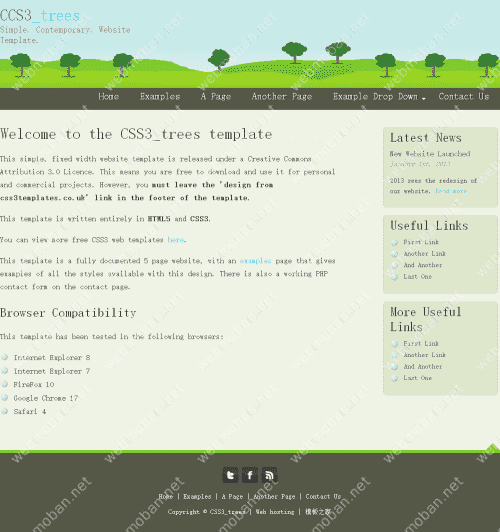 CCS3_trees
Simple. Contemporary. Website
Template.
Home Examples A Page Another Page Example Drop Down Contact Us
Welcome to the CSS3_trees template
This simple, fixed width website template is released under a Creative Commons
Attribution 3.0 Licence. This means you are free to download and use it for personal
and commercial projects. However, you must leave the 'design from
css3templates.co.uk' link in the footer of the template.
This template is written entirely in HTML5 and CSS3.
You can view more free CSS3 web templates here.
This template is a fully documented 5 page website, with an examples page that gives
examples of all the styles available with this design. There is also a working PHP
contact form on the contact page.
Browser Compatibility
This template has been tested in the following browsers:
Internet Explorer 8
Internet Explorer 7
FireFox 10
Google Chrome 17
Safari 4
Latest News
New Website Launched
January 1st, 2013
2013 sees the redesign of
our website. Read more
Useful Links
First Link
Another Link
And Another
Last One
More Useful
Links
First Link
Another Link
And Another
Last One
Home | Examples | A Page | Another Page | Contact Us
Copyright © CSS3_trees | Web hosting | 模板之家